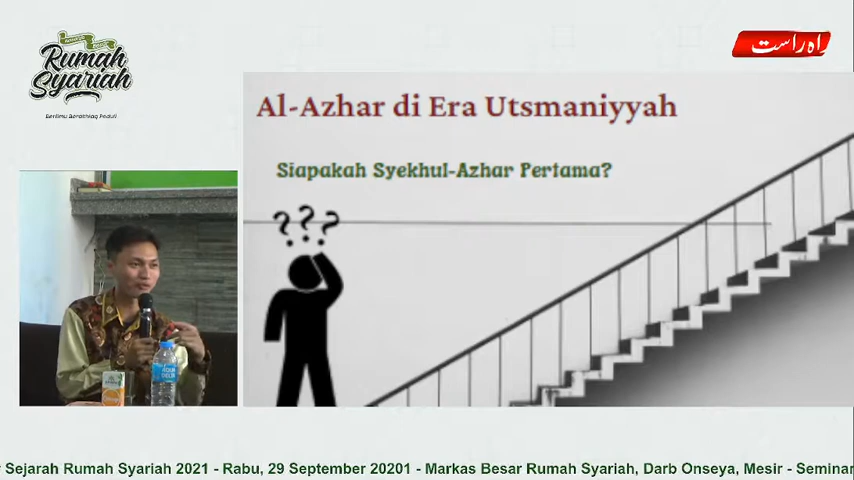 Rumah
Syariah
Berilmu Berakhlaq Peduli
راہ راست
Al-Azhar di Era Utsmaniyyah
Siapakah Syekhul-Azhar Pertama?
? ? ?
Sejarah Rumah Syariah 2021 - Rabu, 29 September 20201 - Markas Besar Rumah Syariah, Darb Onseya, Mesir - Seminar